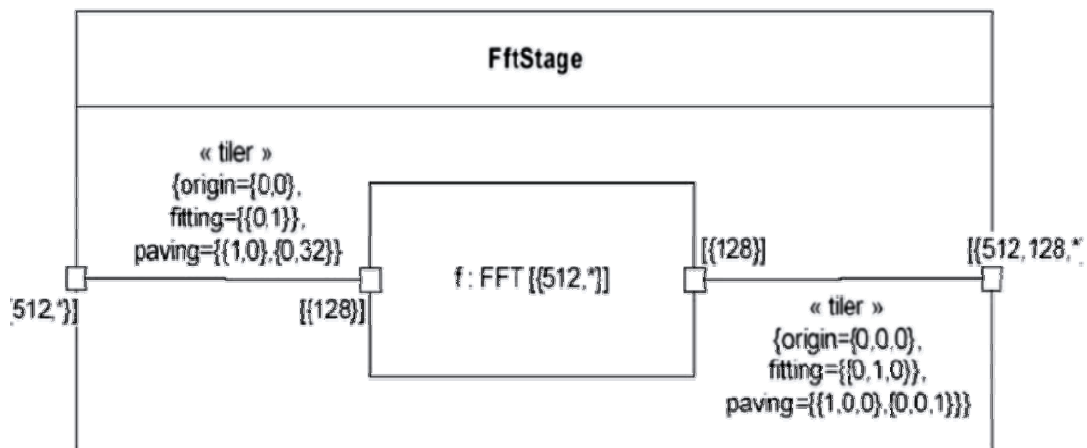 FftStage
« tiler »
{origin={0,0},
fitting={{0,1}},
paving={{1,0},{0,32}}
[{128}]
[{512,128,*}
f : FFT [{512,*}]
512,*}]
[{128}]
« tiler »
{origin={0,0,0},
fitting={{0,1,0}},
paving={{1,0,0},{0,0,1}}}